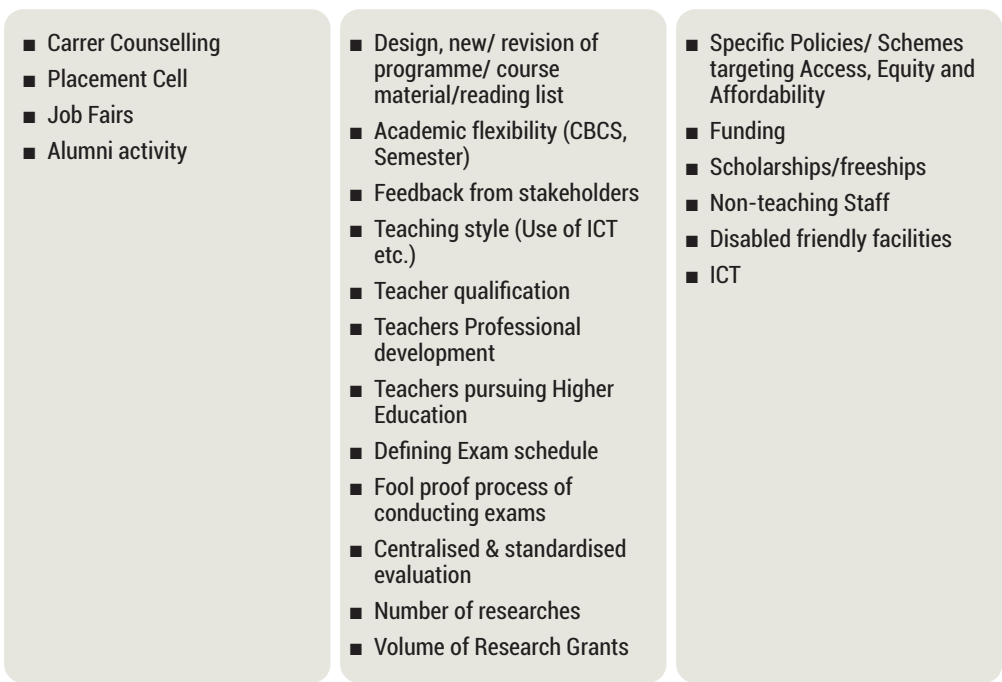 ■ Carrer Counselling
■ Placement Cell
■ Job Fairs
■ Alumni activity
■ Design, new/ revision of
programme/ course
material/reading list
■ Academic flexibility (CBCS,
Semester)
■ Feedback from stakeholders
■ Teaching style (Use of ICT
etc.)
■ Teacher qualification
■ Teachers Professional
development
■ Teachers pursuing Higher
Education
■ Defining Exam schedule
■ Fool proof process of
conducting exams
■ Centralised & standardised
evaluation
■ Number of researches
■ Volume of Research Grants
■ Specific Policies/ Schemes
targeting Access, Equity and
Affordability
■ Funding
■ Scholarships/freeships
■ Non-teaching Staff
■ Disabled friendly facilities
■ ICT